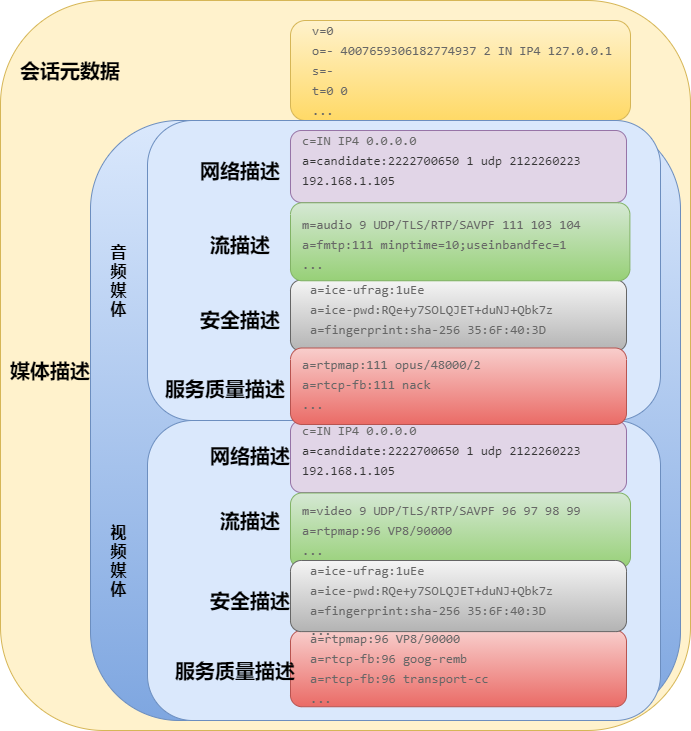 会话元数据
v=0
o=- 4007659306182774937 2 IN IP4 127.0.0.1
s=-
t=0 0
...
媒体描述
音频媒体
网络描述
c=IN IP4 0.0.0.0
a=candidate:2222700650 1 udp 2122260223
192.168.1.105
流描述
m=audio 9 UDP/TLS/RTP/SAVPF 111 103 104
a=fmtp:111 minptime=10;useinbandfec=1
...
安全描述
a=ice-ufrag:1uEe
a=ice-pwd:RQe+y7SOLQJET+duNJ+Qbk7z
a=fingerprint:sha-256 35:6F:40:3D
服务质量描述
a=rtpmap:111 opus/48000/2
a=rtcp-fb:111 nack
...
视频媒体
网络描述
c=IN IP4 0.0.0.0
a=candidate:2222700650 1 udp 2122260223
192.168.1.105
流描述
m=video 9 UDP/TLS/RTP/SAVPF 96 97 98 99
a=rtpmap:96 VP8/90000
...
安全描述
a=ice-ufrag:1uEe
a=ice-pwd:RQe+y7SOLQJET+duNJ+Qbk7z
a=fingerprint:sha-256 35:6F:40:3D
...
服务质量描述
a=rtpmap:96 VP8/90000
a=rtcp-fb:96 goog-remb
a=rtcp-fb:96 transport-cc
...